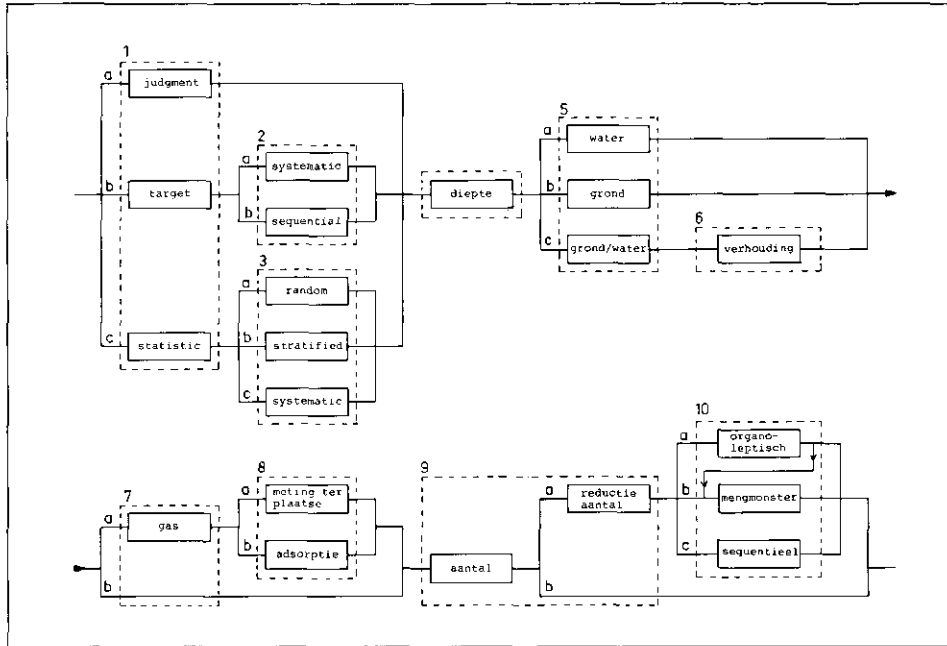 1
a
judgment
b
target
c
statistic
2
a
systematic
b
sequential
3
a
random
b
stratified
c
systematic
diepte
5
a
water
b
grond
c
grond/water
6
verhouding
7
a
gas
b
8
a
meting ter
plaatse
b
adsorptie
9
aantal
a
reductie
aantal
b
10
a
organo-
leptisch
b
mengmonster
c
sequentieel